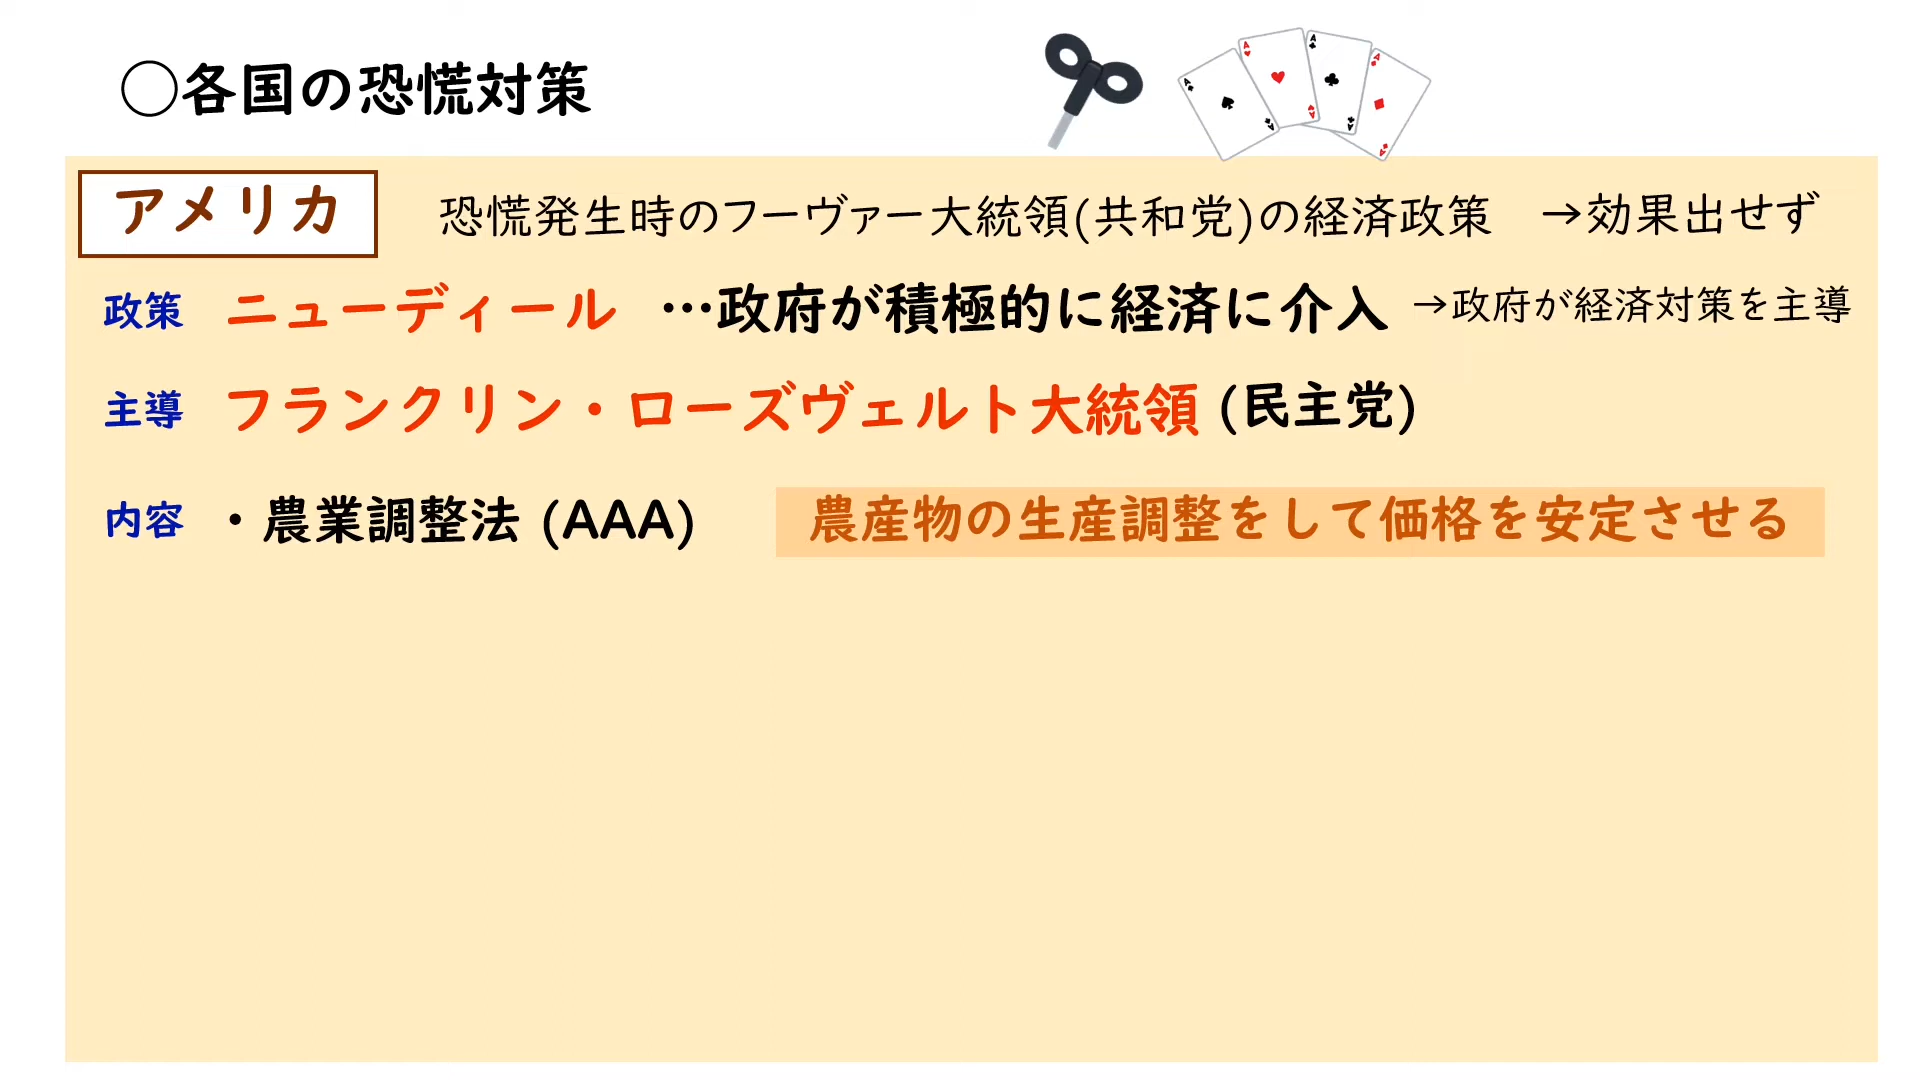 ◯各国の恐慌対策
アメリカ 恐慌発生時のフーヴァー大統領(共和党)の経済政策 →効果出せず
政策 ニューディール …政府が積極的に経済に介入 →政府が経済対策を主導
主導 フランクリン・ローズヴェルト大統領 (民主党)
内容 ・農業調整法 (AAA) 農産物の生産調整をして価格を安定させる